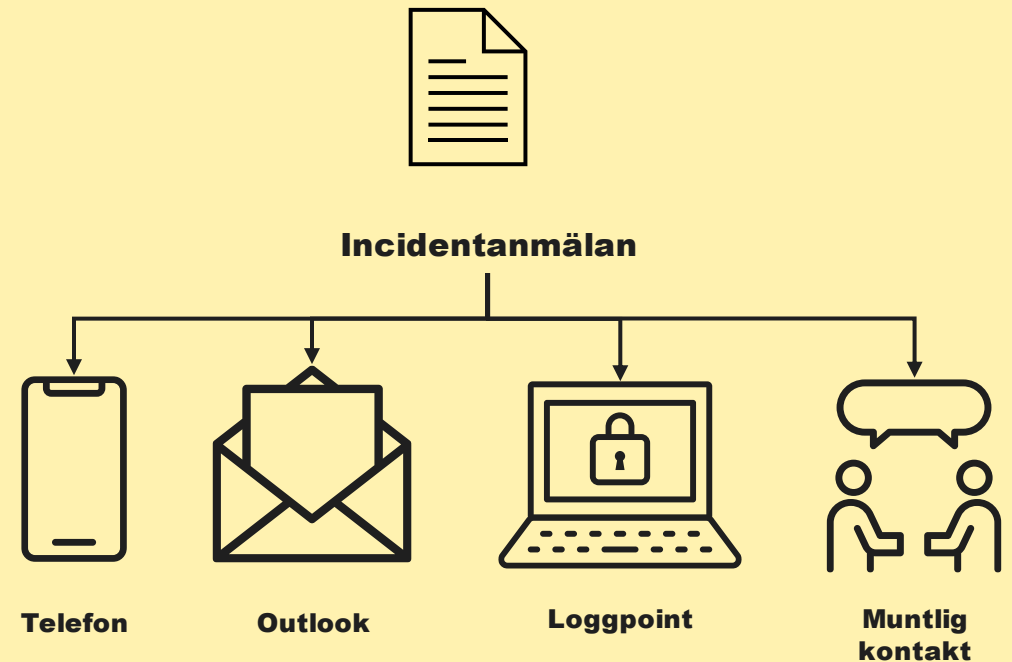 Incidentanmälan
Telefon
Outlook
Loggpoint
Muntlig
kontakt